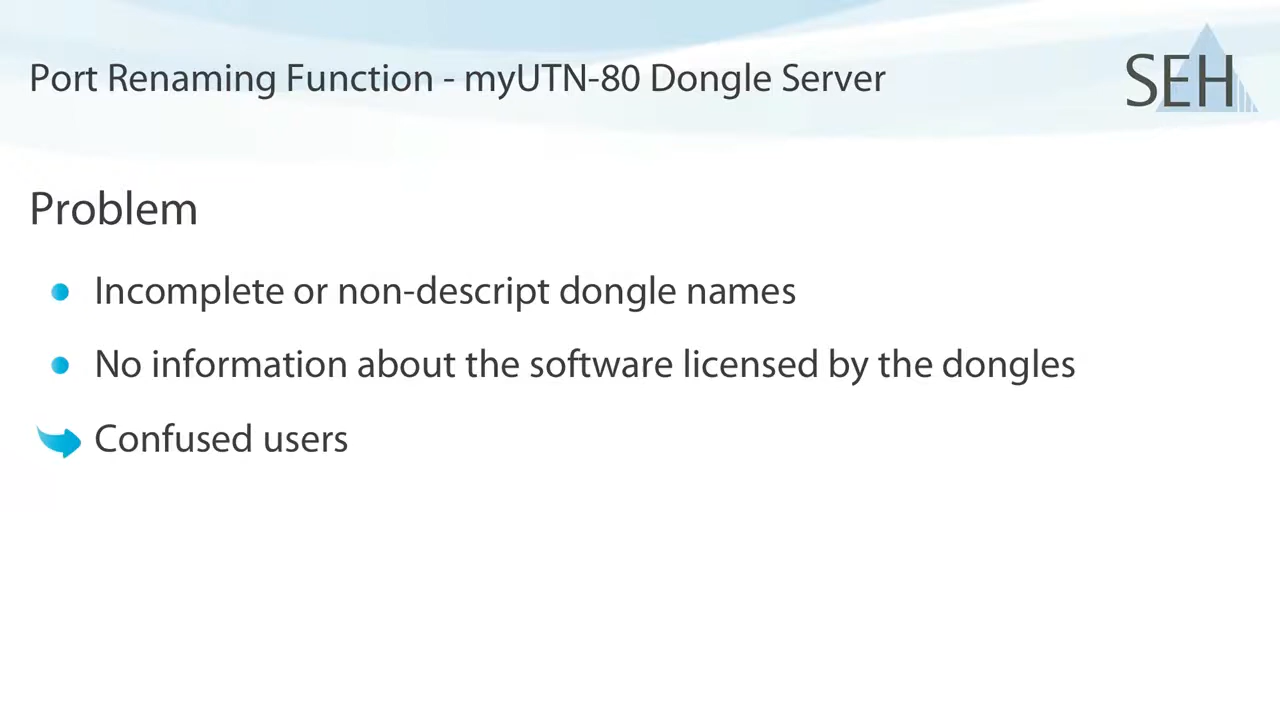 Port Renaming Function - myUTN-80 Dongle Server
SEH
Problem
Incomplete or non-descript dongle names
No information about the software licensed by the dongles
Confused users